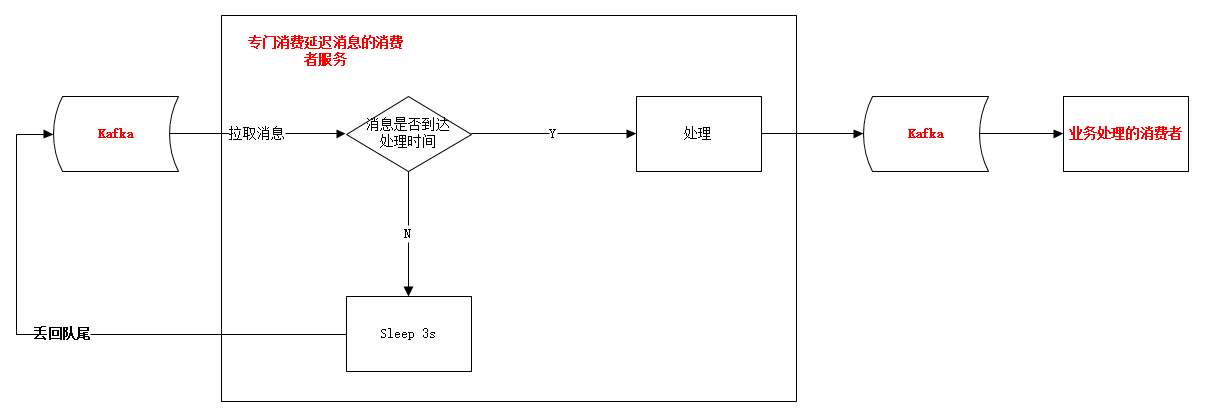 专门消费延迟消息的消费
者服务
Kafka
拉取消息
消息是否到达
处理时间
Y
处理
Kafka
业务处理的消费者
N
丢回队尾
Sleep 3s